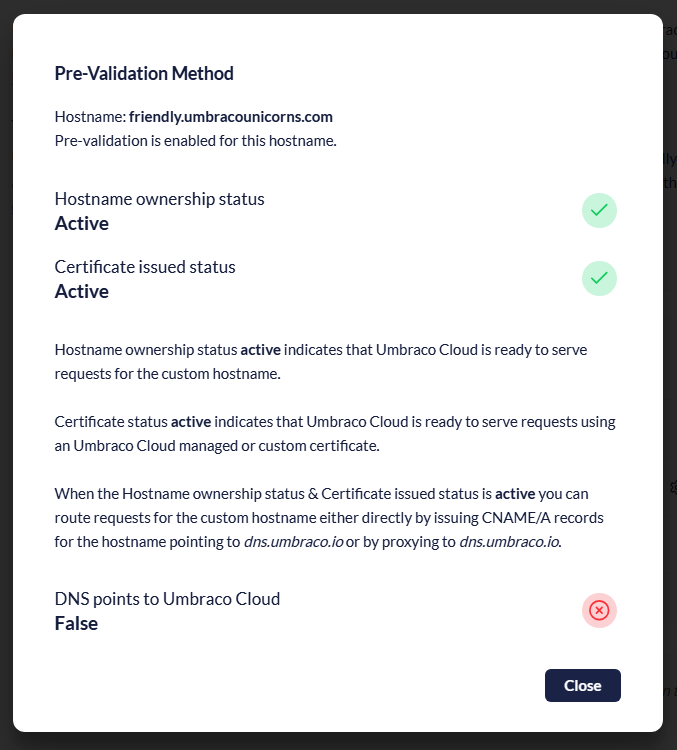 Pre-Validation Method
Hostname: friendly.umbracounicorns.com
Pre-validation is enabled for this hostname.
Hostname ownership status
Active
Certificate issued status
Active
Hostname ownership status active indicates that Umbraco Cloud is ready to serve
requests for the custom hostname.
Certificate status active indicates that Umbraco Cloud is ready to serve requests using
an Umbraco Cloud managed or custom certificate.
When the Hostname ownership status & Certificate issued status is active you can
route requests for the custom hostname either directly by issuing CNAME/A records
for the hostname pointing to dns.umbraco.io or by proxying to dns.umbraco.io.
DNS points to Umbraco Cloud
False
Close